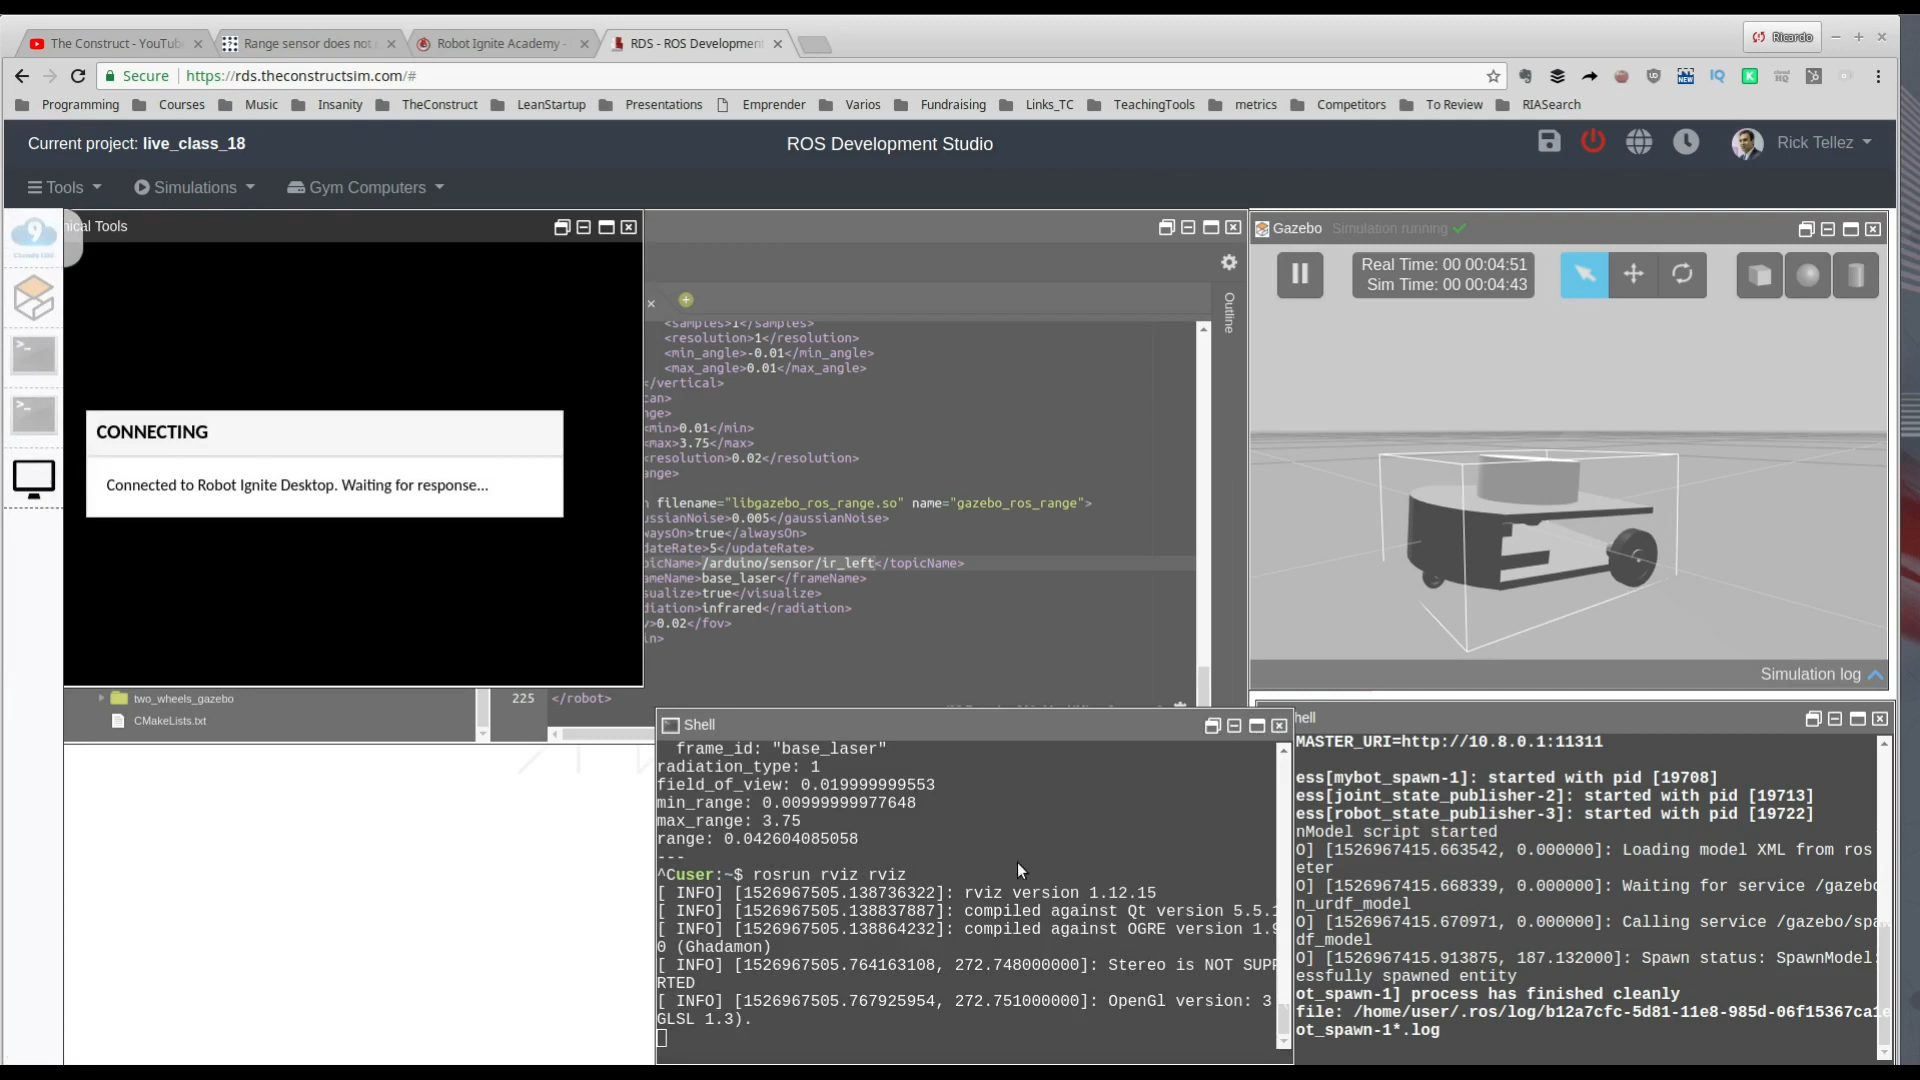 The Construct - YouTub
Range sensor does not
Robot Ignite Academy -
RDS - ROS Development
Ricardo
Secure
https://rds.theconstructsim.com/#
Programming
Courses
Music
Insanity
TheConstruct
LeanStartup
Presentations
Emprender
Varios
Fundraising
Links_TC
TeachingTools
metrics
Competitors
To Review
RIASearch
Current project: live_class_18
ROS Development Studio
Rick Tellez
Tools
Simulations
Gym Computers
ical Tools
CONNECTING
Connected to Robot Ignite Desktop. Waiting for response...
Outline
<samples>1</samples>
<resolution>1</resolution>
<min_angle>-0.01</min_angle>
<max_angle>0.01</max_angle>
</vertical>
can>
nge>
<min>0.01</min>
<max>3.75</max>
<resolution>0.02</resolution>
ange>
n filename="libgazebo_ros_range.so" name="gazebo_ros_range">
ussianNoise>0.005</gaussianNoise>
waysOn>true</alwaysOn>
dateRate>5</updateRate>
picName>/arduino/sensor/ir_left</topicName>
ameName>base_laser</frameName>
sualize>true</visualize>
diation>infrared</radiation>
v>0.02</fov>
in>
225 </robot>
two_wheels_gazebo
CMakeLists.txt
Gazebo
Simulation running
Real Time: 00 00:04:51
Sim Time: 00 00:04:43
Simulation log
Shell
frame_id: "base_laser"
radiation_type: 1
field_of_view: 0.019999999553
min_range: 0.00999999977648
max_range: 3.75
range: 0.042604085058
---
^Cuser:~$ rosrun rviz rviz
[ INFO] [1526967505.138736322]: rviz version 1.12.15
[ INFO] [1526967505.138837887]: compiled against Qt version 5.5.1
[ INFO] [1526967505.138864232]: compiled against OGRE version 1.9
0 (Ghadamon)
[ INFO] [1526967505.764163108, 272.748000000]: Stereo is NOT SUPP
RTED
[ INFO] [1526967505.767925954, 272.751000000]: OpenGl version: 3
GLSL 1.3).
hell
MASTER_URI=http://10.8.0.1:11311
ess[mybot_spawn-1]: started with pid [19708]
ess[joint_state_publisher-2]: started with pid [19713]
ess[robot_state_publisher-3]: started with pid [19722]
nModel script started
O] [1526967415.663542, 0.000000]: Loading model XML from ros
eter
O] [1526967415.668339, 0.000000]: Waiting for service /gazebo
n_urdf_model
O] [1526967415.670971, 0.000000]: Calling service /gazebo/spaw
df_model
O] [1526967415.913875, 187.132000]: Spawn status: SpawnModel:
essfully spawned entity
ot_spawn-1] process has finished cleanly
file: /home/user/.ros/log/b12a7cfc-5d81-11e8-985d-06f15367ca1e
ot_spawn-1*.log